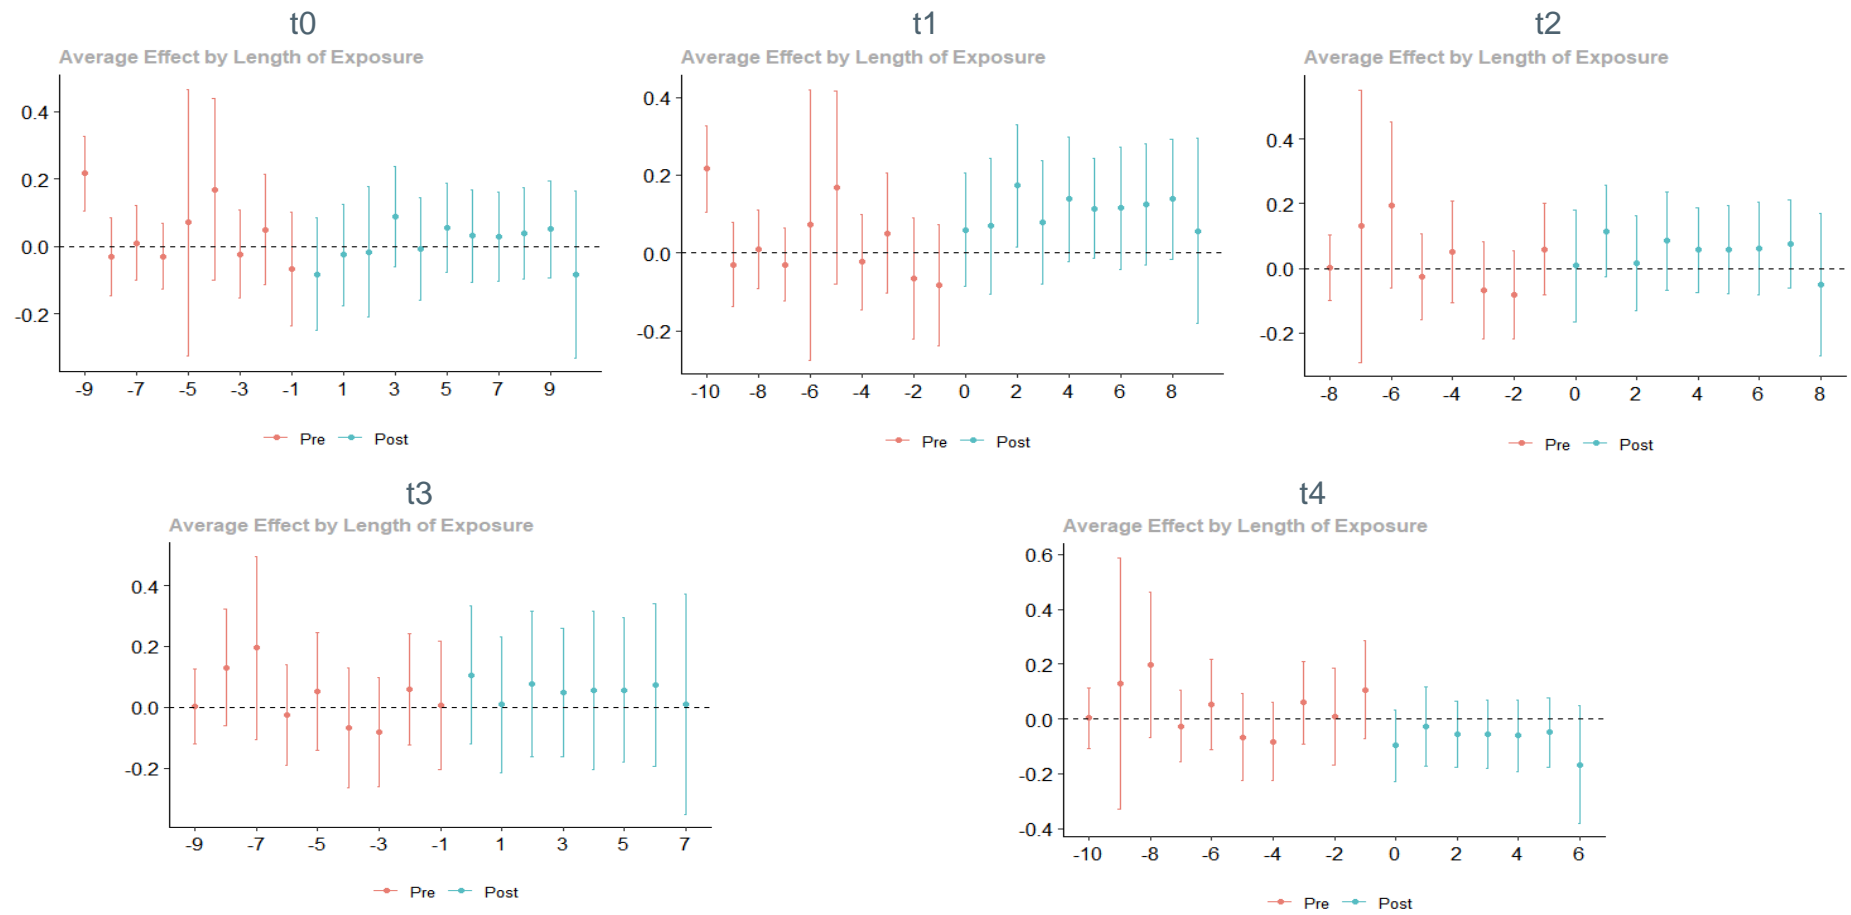 t0
Average Effect by Length of Exposure
0.4
0.2
0.0
-0.2
-9 -7 -5 -3 -1 1 3 5 7 9
Pre Post
t1
Average Effect by Length of Exposure
0.4
0.2
0.0
-0.2
-10 -8 -6 -4 -2 0 2 4 6 8
Pre Post
t2
Average Effect by Length of Exposure
0.4
0.2
0.0
-0.2
-8 -6 -4 -2 0 2 4 6 8
Pre Post
t3
Average Effect by Length of Exposure
0.4
0.2
0.0
-0.2
-9 -7 -5 -3 -1 1 3 5 7
Pre Post
t4
Average Effect by Length of Exposure
0.6
0.4
0.2
0.0
-0.2
-0.4
-10 -8 -6 -4 -2 0 2 4 6
Pre Post